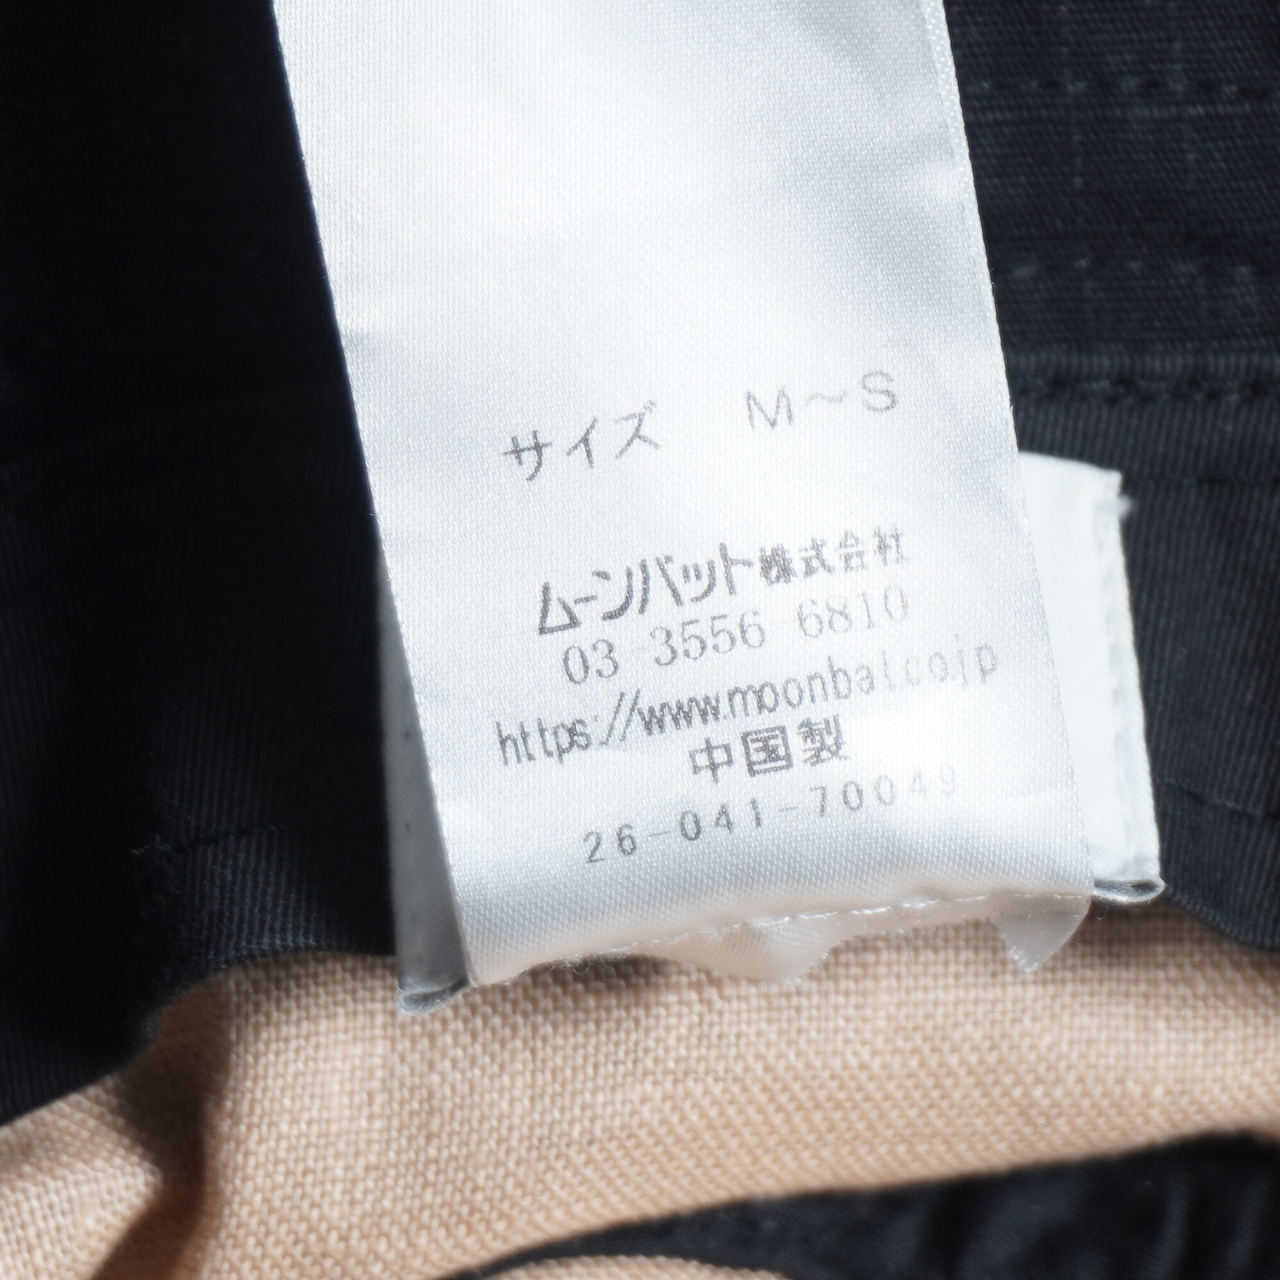 サイズ M～S
ムーンバット株式会社
03-3556-6810
https://www.moonbat.co.jp
中国製
26-041-70049